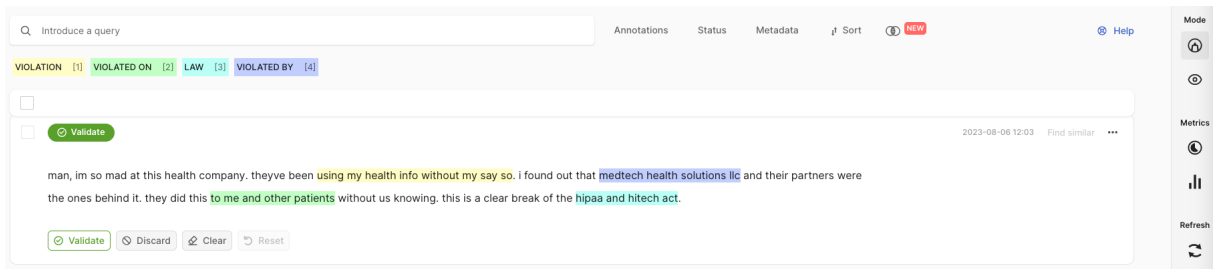 Introduce a query Annotations Status Metadata Sort NEW Help Mode
VIOLATION [1] VIOLATED ON [2] LAW [3] VIOLATED BY [4]
Metrics
Validate 2023-08-06 12:03 Find similar
man, im so mad at this health company. theyve been using my health info without my say so. i found out that medtech health solutions llc and their partners were
the ones behind it. they did this to me and other patients without us knowing. this is a clear break of the hipaa and hitech act.
Refresh
Validate Discard Clear Reset